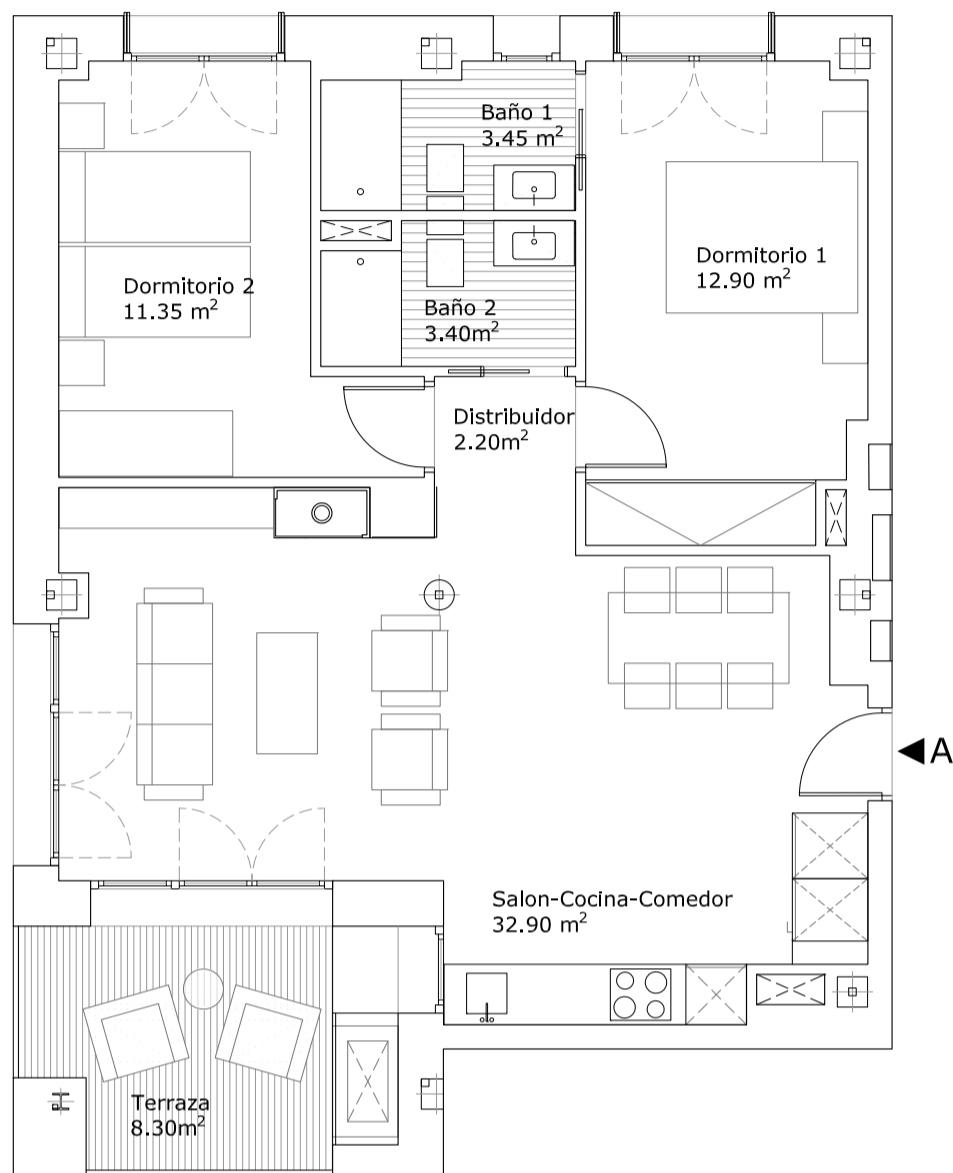 Baño 1
3.45 m²
Dormitorio 1
12.90 m²
Dormitorio 2
11.35 m²
Baño 2
3.40m²
Distribuidor
2.20m²
A
Salon-Cocina-Comedor
32.90 m²
Terraza
8.30m²